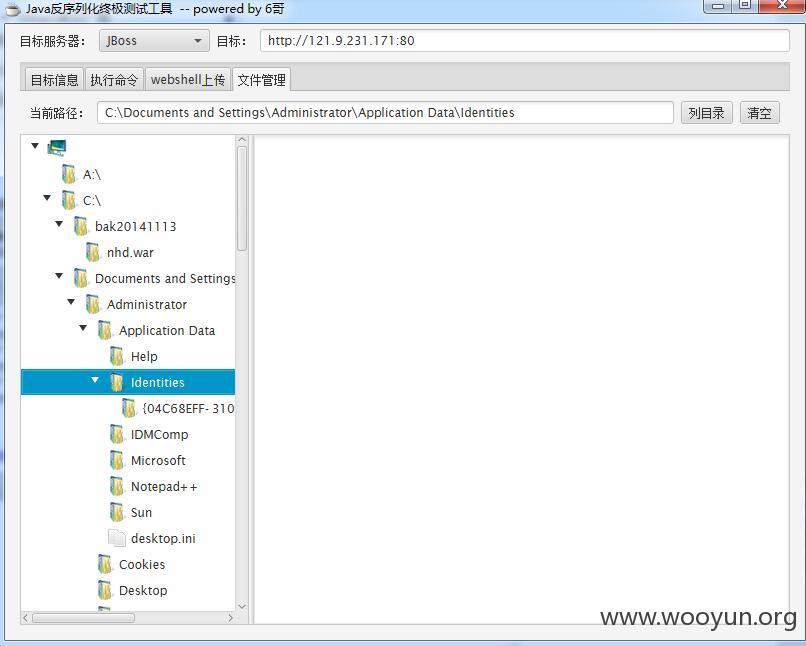 Java反序列化终极测试工具 -- powered by 6哥
目标服务器： JBoss 目标： http://121.9.231.171:80
目标信息 执行命令 webshell上传 文件管理
当前路径： C:\Documents and Settings\Administrator\Application Data\Identities 列目录 清空
A:\
C:\
bak20141113
nhd.war
Documents and Settings
Administrator
Application Data
Help
Identities
{04C68EFF- 310
IDMComp
Microsoft
Notepad++
Sun
desktop.ini
Cookies
Desktop
www.wooyun.org